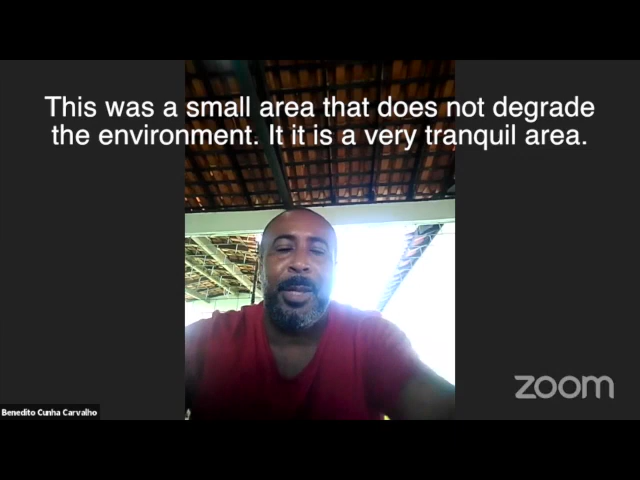 This was a small area that does not degrade
the environment. It it is a very tranquil area.
zoom
Benedito Cunha Carvalho